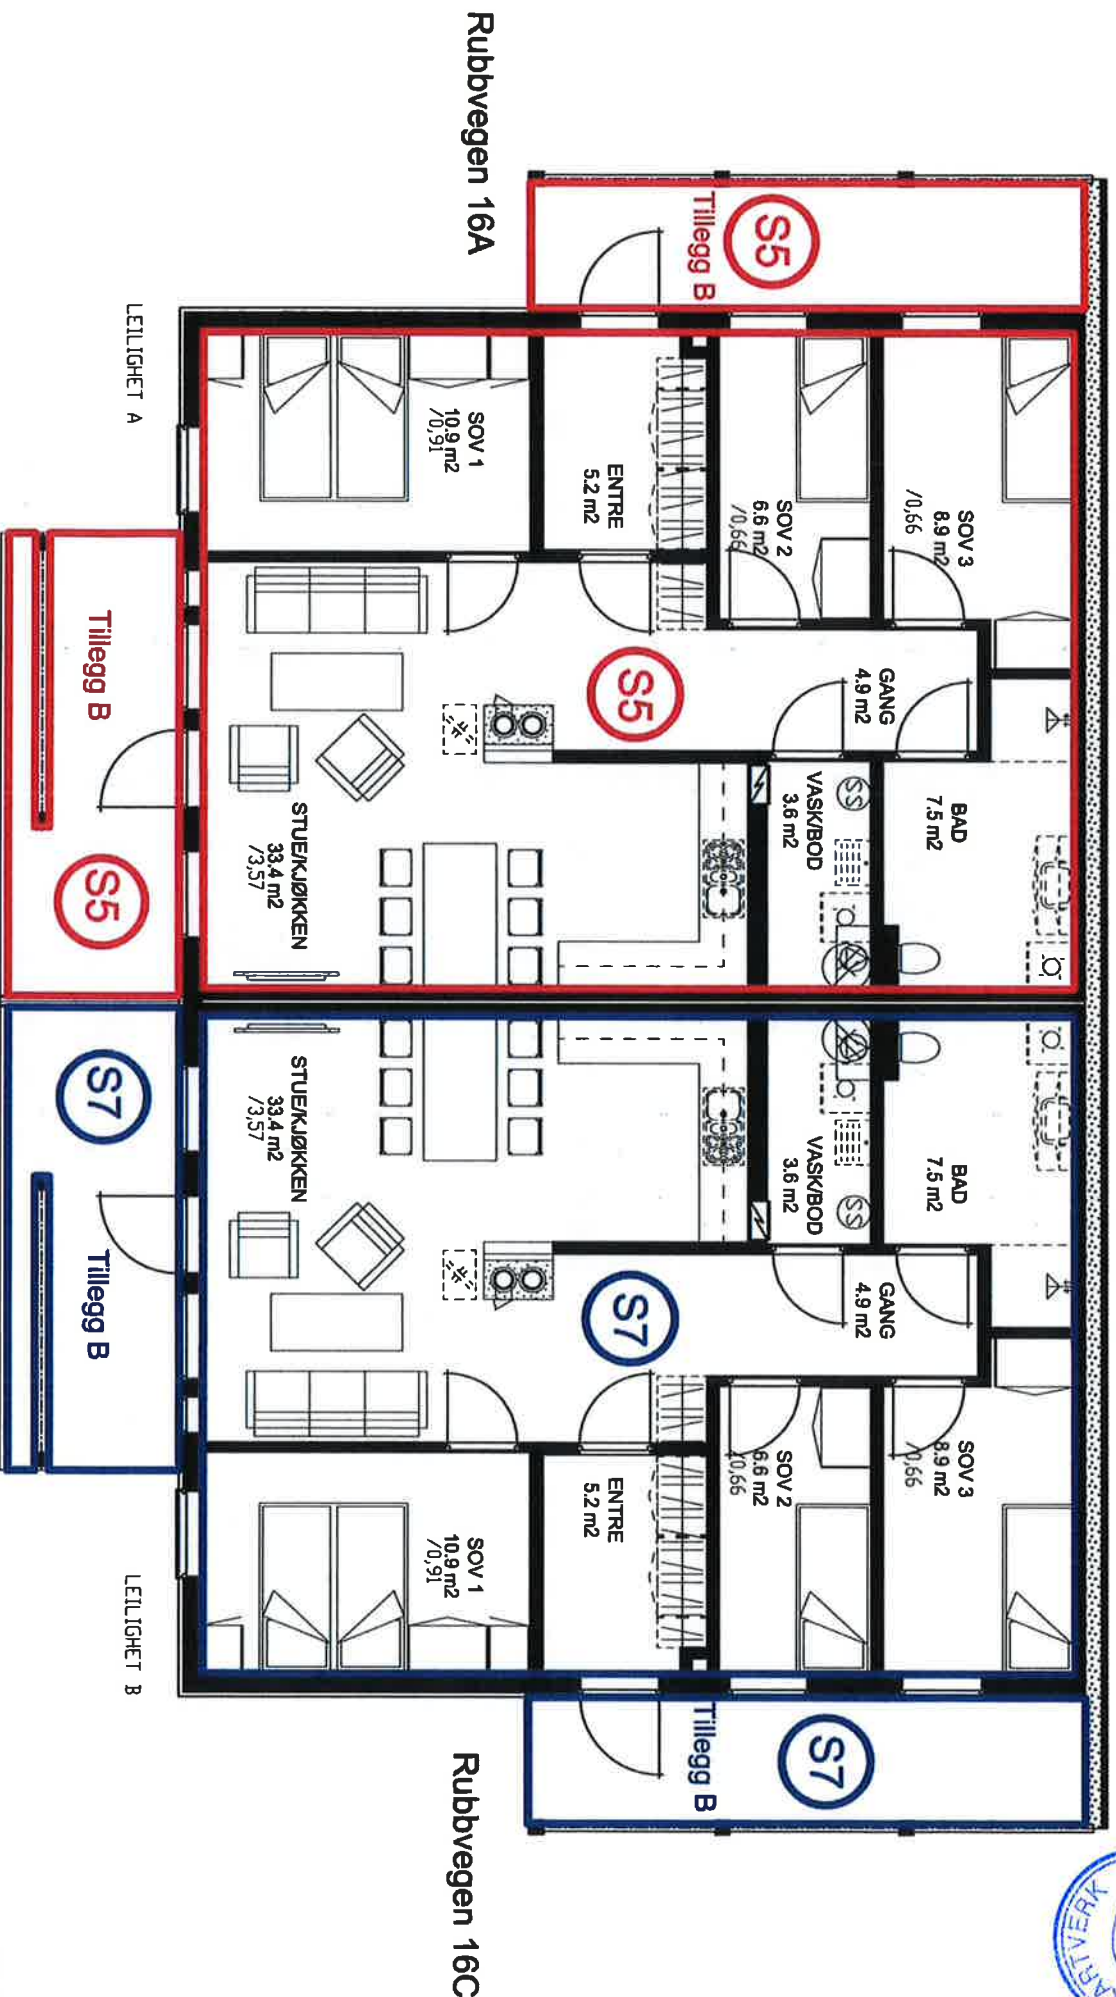 Rubbvegen 16A
S5
Tillegg B
LEILIGHET A
SOV 3
8.9 m2
/0,66
SOV 2
6.6 m2
/0,66
ENTRE
5.2 m2
SOV 1
10.9 m2
/0,91
GANG
4.9 m2
S5
BAD
7.5 m2
VASK/BOD
3.6 m2
SS
STUE/KJØKKEN
33.4 m2
/3,57
Tillegg B
S5
BAD
7.5 m2
VASK/BOD
3.6 m2
SS
STUE/KJØKKEN
33.4 m2
/3,57
S7
Tillegg B
GANG
4.9 m2
S7
SOV 3
8.9 m2
/0,66
SOV 2
6.6 m2
/0,66
ENTRE
5.2 m2
SOV 1
10.9 m2
/0,91
LEILIGHET B
S7
Tillegg B
Rubbvegen 16C
ARTVERK